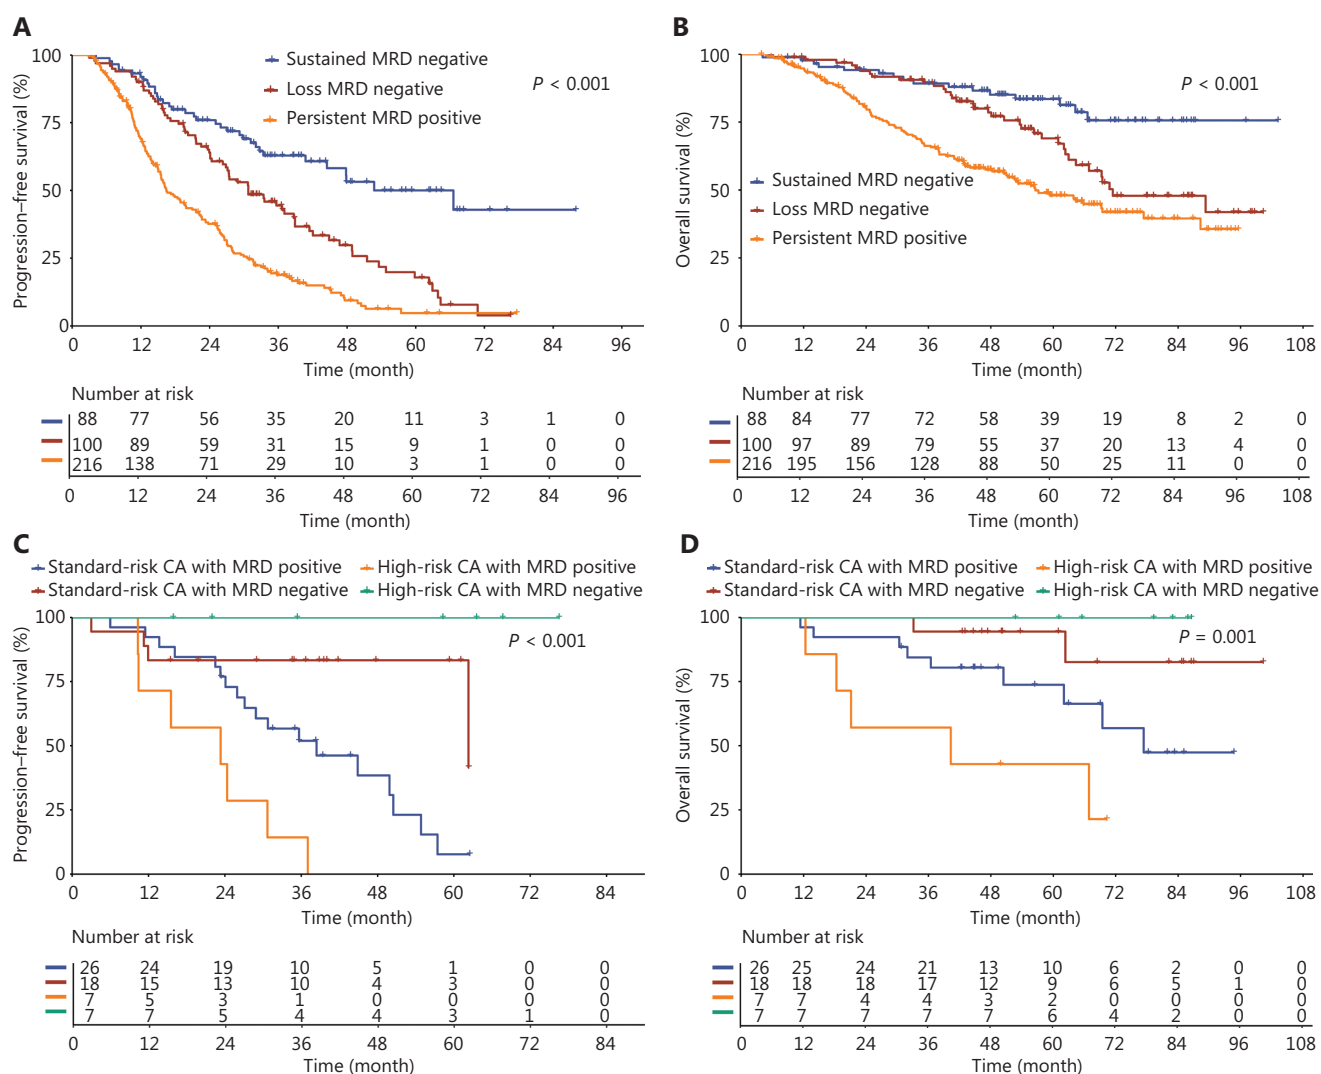 A
Sustained MRD negative
Loss MRD negative
Persistent MRD positive
P < 0.001
Progression–free survival (%)
100
75
50
25
0
0 12 24 36 48 60 72 84 96
Time (month)
Number at risk
88 77 56 35 20 11 3 1 0
100 89 59 31 15 9 1 0 0
216 138 71 29 10 3 1 0 0
0 12 24 36 48 60 72 84 96
Time (month)
B
P < 0.001
Sustained MRD negative
Loss MRD negative
Persistent MRD positive
Overall survival (%)
100
75
50
25
0
0 12 24 36 48 60 72 84 96 108
Time (month)
Number at risk
88 84 77 72 58 39 19 8 2 0
100 97 89 79 55 37 20 13 4 0
216 195 156 128 88 50 25 11 0 0
0 12 24 36 48 60 72 84 96 108
Time (month)
C
Standard-risk CA with MRD positive High-risk CA with MRD positive
Standard-risk CA with MRD negative High-risk CA with MRD negative
P < 0.001
Progression–free survival (%)
100
75
50
25
0
0 12 24 36 48 60 72 84
Time (month)
Number at risk
26 24 19 10 5 1 0 0
18 15 13 10 4 3 0 0
7 5 3 1 0 0 0 0
7 7 5 4 4 3 1 0
0 12 24 36 48 60 72 84
Time (month)
D
Standard-risk CA with MRD positive High-risk CA with MRD positive
Standard-risk CA with MRD negative High-risk CA with MRD negative
P = 0.001
Overall survival (%)
100
75
50
25
0
0 12 24 36 48 60 72 84 96 108
Time (month)
Number at risk
26 25 24 21 13 10 6 2 0 0
18 18 18 17 12 9 6 5 1 0
7 7 4 4 3 2 0 0 0 0
7 7 7 7 7 6 4 2 0 0
0 12 24 36 48 60 72 84 96 108
Time (month)